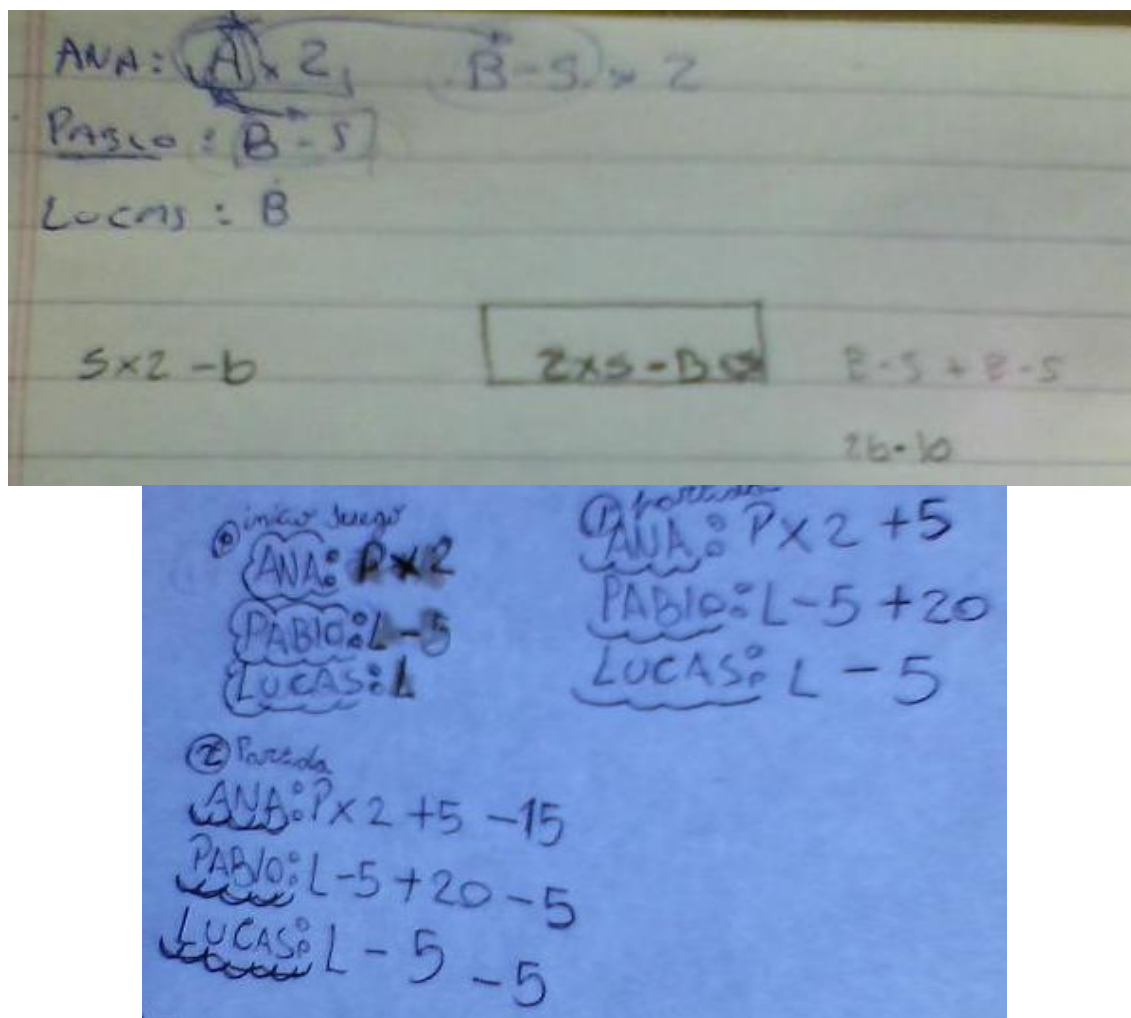 ANA: A x 2, B-5 x 2
PABLO : B-5
LUCAS : B
5x2-b 2x5-B B-5+B-5
2b-10
0 inicio Juego
ANA: P x 2
PABlO: L-5
LUCAS: L
1 partida
ANA: P x 2 +5
PABlO: L-5 +20
LUCAS: L-5
2 Partida
ANA: P x 2 +5 -15
PABlO: L-5+20-5
LUCAS: L-5 -5